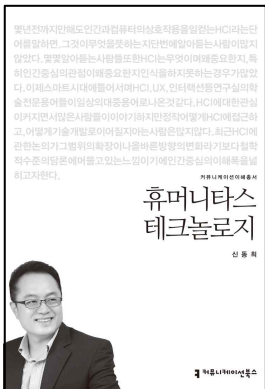 몇년전까지만해도인간과컴퓨터의상호작용을일컫는HCI라는단
어를말하면,그것이무엇을뜻하는지단번에알아듣는사람이많지
않았다.몇몇알아듣는사람들또한HCI는무엇이며왜중요한지,특
히인간중심의관점이왜중요한지인식을하지못하는경우가많았
다.이제스마트시대에들어서며HCI,UX,인터랙션등연구실의학
술전문용어들이일상의대중용어로나온것같다.HCI에대한관심
이커지면서많은사람들이이야기하지만정작어떻게HCI에접근하
고,어떻게기술개발로이어질지아는사람은많지않다.최근HCI에
관한논의가그범위의확장이나올바른방향의변화라기보다철학
적수준의담론에머물고있는느낌이기에인간중심의이해폭을넓
히고자한다.
커뮤니케이션이해총서
휴머니타스
테크놀로지
신동희
커뮤니케이션북스